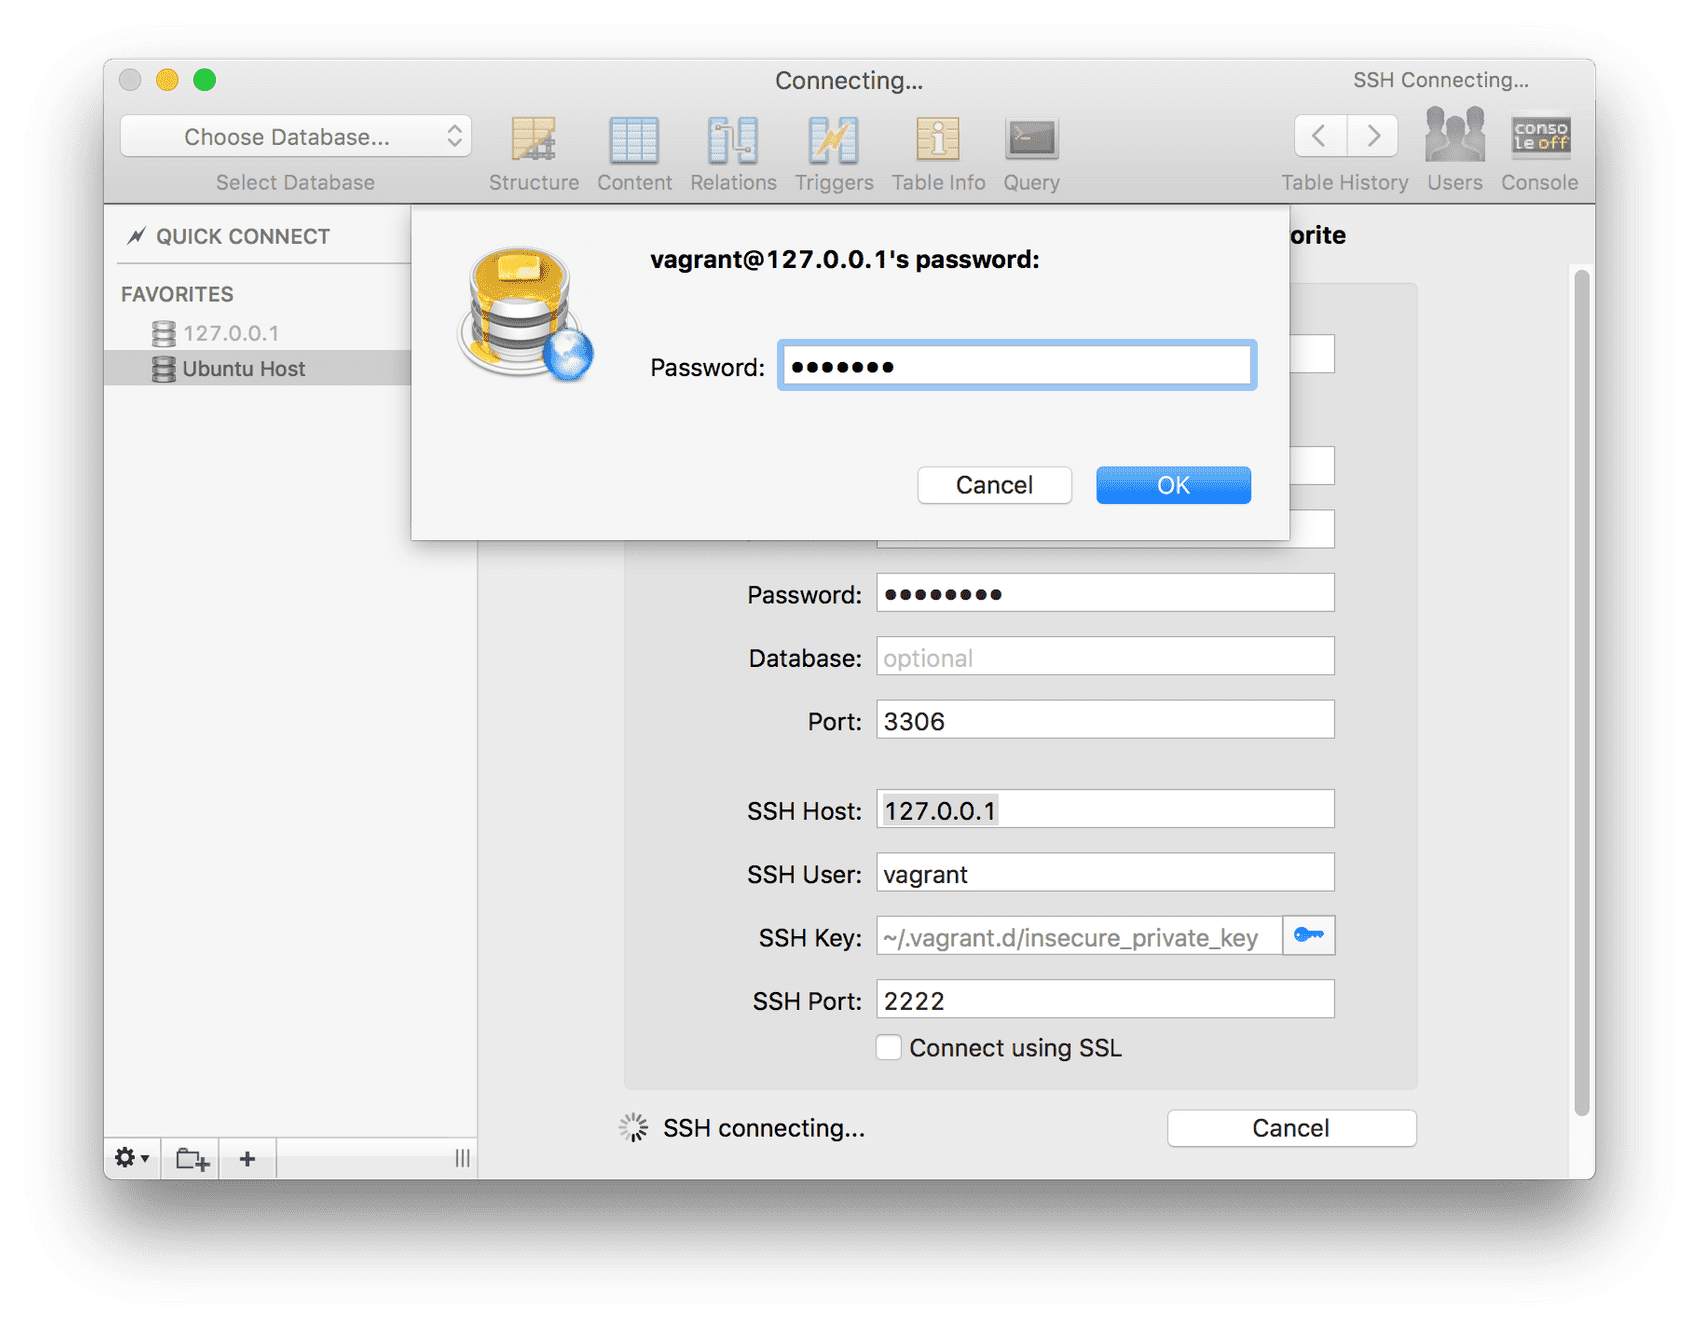 Connecting...
SSH Connecting...
Choose Database...
conso
le off
Select Database
Structure
Content
Relations
Triggers
Table Info
Query
Table History
Users
Console
QUICK CONNECT
orite
FAVORITES
127.0.0.1
Ubuntu Host
vagrant@127.0.0.1's password:
Password: •••••••
Cancel
OK
Password: ••••••••
Database: optional
Port: 3306
SSH Host: 127.0.0.1
SSH User: vagrant
SSH Key: ~/.vagrant.d/insecure_private_key
SSH Port: 2222
Connect using SSL
SSH connecting...
Cancel